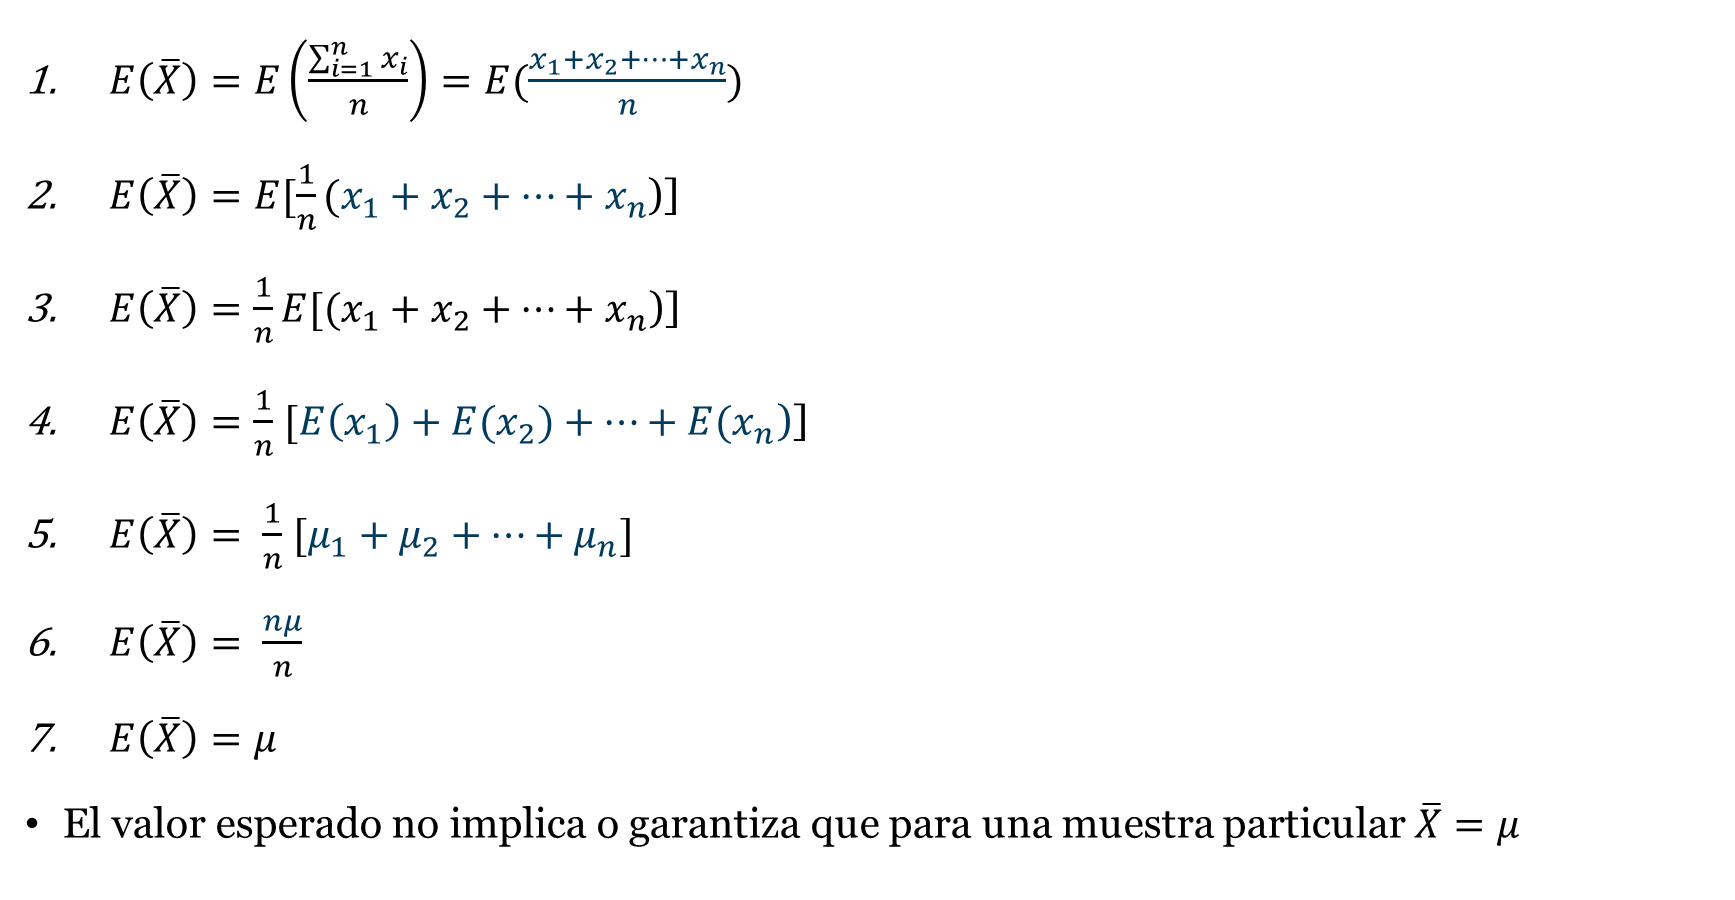 1. E(X̄) = E(∑ⁿᵢ₌₁ xᵢ / n) = E((x₁+x₂+⋯+xₙ)/n)
2. E(X̄) = E[1/n (x₁ + x₂ + ⋯ + xₙ)]
3. E(X̄) = 1/n E[(x₁ + x₂ + ⋯ + xₙ)]
4. E(X̄) = 1/n [E(x₁) + E(x₂) + ⋯ + E(xₙ)]
5. E(X̄) = 1/n [μ₁ + μ₂ + ⋯ + μₙ]
6. E(X̄) = nμ/n
7. E(X̄) = μ
• El valor esperado no implica o garantiza que para una muestra particular X̄ = μ